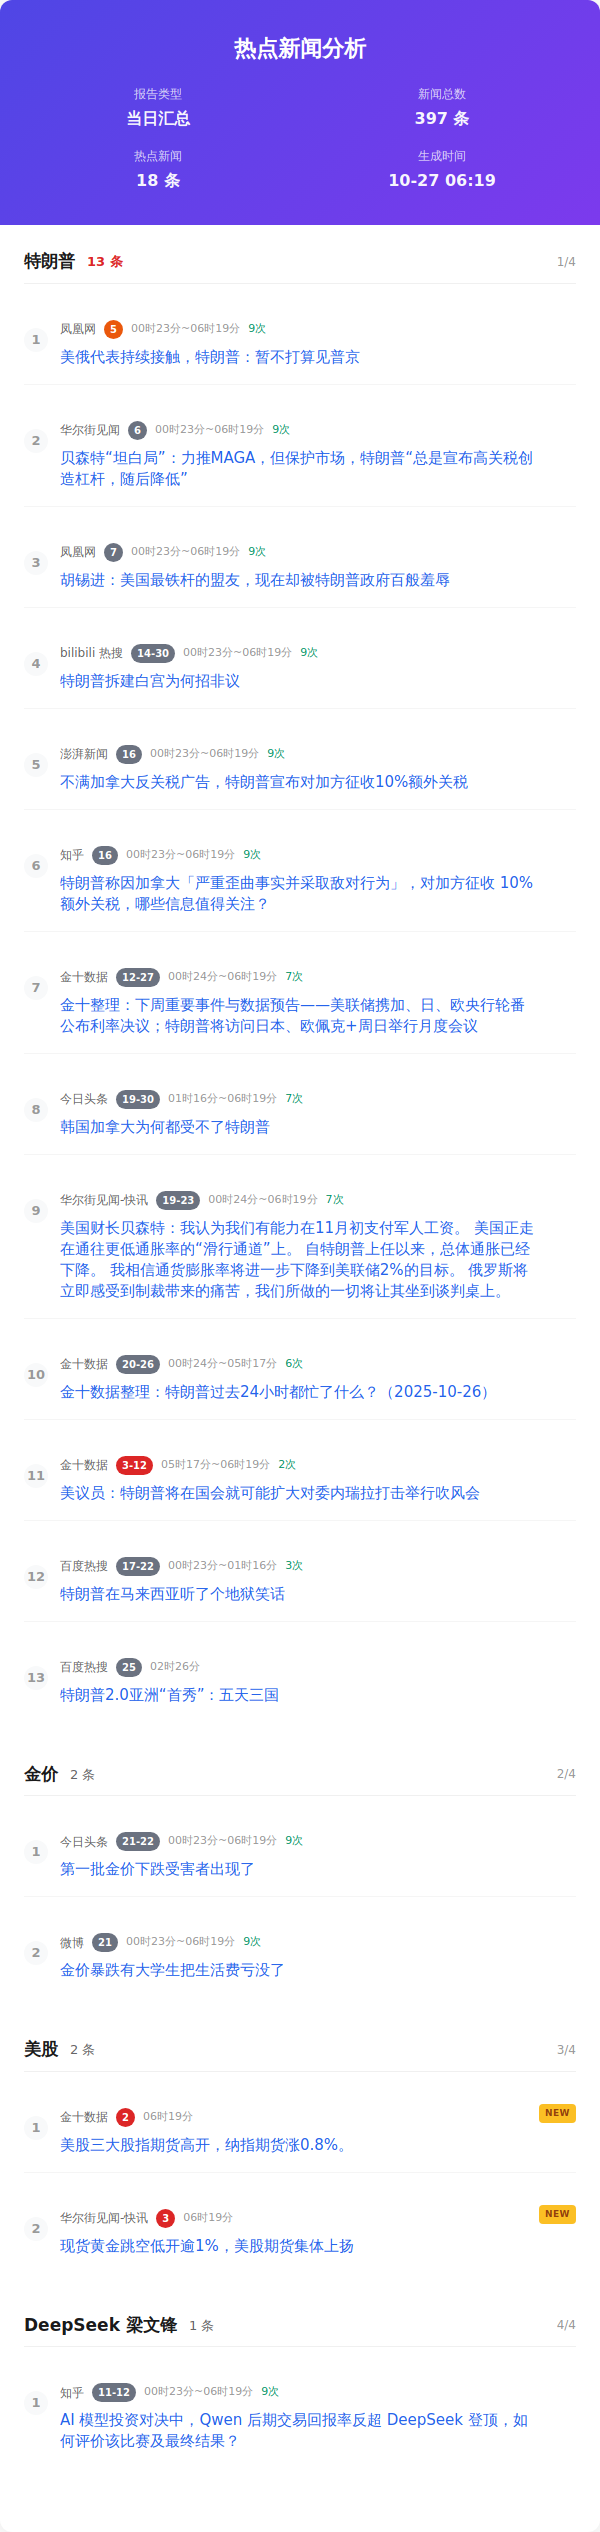 热点新闻分析
报告类型
当日汇总
新闻总数
397 条
热点新闻
18 条
生成时间
10-27 06:19
特朗普 13 条 1/4
1
凤凰网 5 00时23分~06时19分 9次
美俄代表持续接触，特朗普：暂不打算见普京
2
华尔街见闻 6 00时23分~06时19分 9次
贝森特“坦白局”：力推MAGA，但保护市场，特朗普“总是宣布高关税创
造杠杆，随后降低”
3
凤凰网 7 00时23分~06时19分 9次
胡锡进：美国最铁杆的盟友，现在却被特朗普政府百般羞辱
4
bilibili 热搜 14-30 00时23分~06时19分 9次
特朗普拆建白宫为何招非议
5
澎湃新闻 16 00时23分~06时19分 9次
不满加拿大反关税广告，特朗普宣布对加方征收10%额外关税
6
知乎 16 00时23分~06时19分 9次
特朗普称因加拿大「严重歪曲事实并采取敌对行为」，对加方征收 10%
额外关税，哪些信息值得关注？
7
金十数据 12-27 00时24分~06时19分 7次
金十整理：下周重要事件与数据预告——美联储携加、日、欧央行轮番
公布利率决议；特朗普将访问日本、欧佩克+周日举行月度会议
8
今日头条 19-30 01时16分~06时19分 7次
韩国加拿大为何都受不了特朗普
9
华尔街见闻-快讯 19-23 00时24分~06时19分 7次
美国财长贝森特：我认为我们有能力在11月初支付军人工资。 美国正走
在通往更低通胀率的“滑行通道”上。 自特朗普上任以来，总体通胀已经
下降。 我相信通货膨胀率将进一步下降到美联储2%的目标。 俄罗斯将
立即感受到制裁带来的痛苦，我们所做的一切将让其坐到谈判桌上。
10
金十数据 20-26 00时24分~05时17分 6次
金十数据整理：特朗普过去24小时都忙了什么？（2025-10-26）
11
金十数据 3-12 05时17分~06时19分 2次
美议员：特朗普将在国会就可能扩大对委内瑞拉打击举行吹风会
12
百度热搜 17-22 00时23分~01时16分 3次
特朗普在马来西亚听了个地狱笑话
13
百度热搜 25 02时26分
特朗普2.0亚洲“首秀”：五天三国
金价 2 条 2/4
1
今日头条 21-22 00时23分~06时19分 9次
第一批金价下跌受害者出现了
2
微博 21 00时23分~06时19分 9次
金价暴跌有大学生把生活费亏没了
美股 2 条 3/4
1
金十数据 2 06时19分 NEW
美股三大股指期货高开，纳指期货涨0.8%。
2
华尔街见闻-快讯 3 06时19分 NEW
现货黄金跳空低开逾1%，美股期货集体上扬
DeepSeek 梁文锋 1 条 4/4
1
知乎 11-12 00时23分~06时19分 9次
AI 模型投资对决中，Qwen 后期交易回报率反超 DeepSeek 登顶，如
何评价该比赛及最终结果？